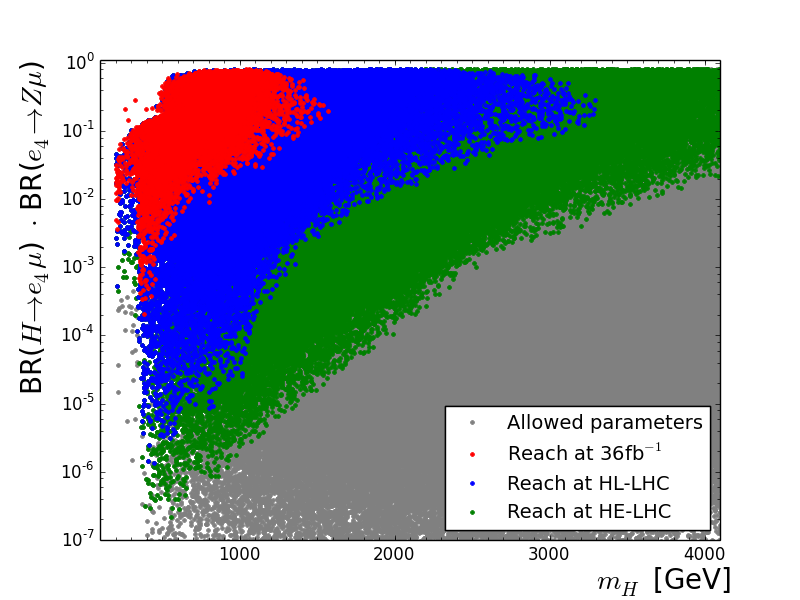 BR(H→e₄μ) · BR(e₄→Zμ)
10⁰
10⁻¹
10⁻²
10⁻³
10⁻⁴
10⁻⁵
10⁻⁶
10⁻⁷
Allowed parameters
Reach at 36fb⁻¹
Reach at HL-LHC
Reach at HE-LHC
1000 2000 3000 4000
m_H [GeV]